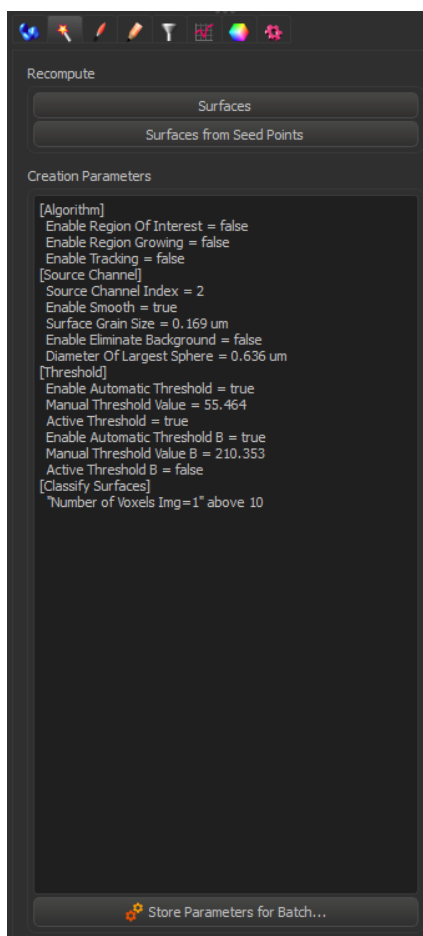 Recompute
Surfaces
Surfaces from Seed Points
Creation Parameters
[Algorithm]
Enable Region Of Interest = false
Enable Region Growing = false
Enable Tracking = false
[Source Channel]
Source Channel Index = 2
Enable Smooth = true
Surface Grain Size = 0.169 um
Enable Eliminate Background = false
Diameter Of Largest Sphere = 0.636 um
[Threshold]
Enable Automatic Threshold = true
Manual Threshold Value = 55.464
Active Threshold = true
Enable Automatic Threshold B = true
Manual Threshold Value B = 210.353
Active Threshold B = false
[Classify Surfaces]
"Number of Voxels Img=1" above 10
Store Parameters for Batch...